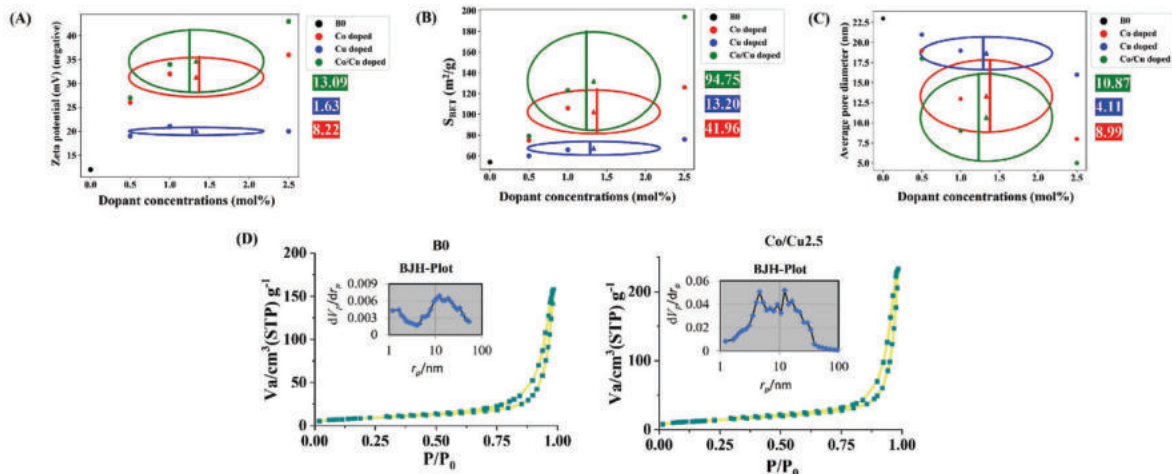 (A)
Zeta potential (mV) (negative)
40
35
30
25
20
15
0.0 0.5 1.0 1.5 2.0 2.5
Dopant concentrations (mol%)
B0
Co doped
Cu doped
Co/Cu doped
13.09
1.63
8.22
(B)
S_BET (m²/g)
200
180
160
140
120
100
80
60
0.0 0.5 1.0 1.5 2.0 2.5
Dopant concentrations (mol%)
B0
Co doped
Cu doped
Co/Cu doped
94.75
13.20
41.96
(C)
Average pore diameter (nm)
22.5
20.0
17.5
15.0
12.5
10.0
7.5
5.0
0.0 0.5 1.0 1.5 2.0 2.5
Dopant concentrations (mol%)
B0
Co doped
Cu doped
Co/Cu doped
10.87
4.11
8.99
(D)
B0
Va/cm³(STP) g⁻¹
200
150
100
50
0
0.00 0.25 0.50 0.75 1.00
P/P₀
BJH-Plot
dVₚ/drₚ
0.009
0.006
0.003
0
1 10 100
rₚ/nm
Co/Cu2.5
Va/cm³(STP) g⁻¹
200
100
0
0.00 0.25 0.50 0.75 1.00
P/P₀
BJH-Plot
dVₚ/drₚ
0.06
0.04
0.02
0
1 10 100
rₚ/nm